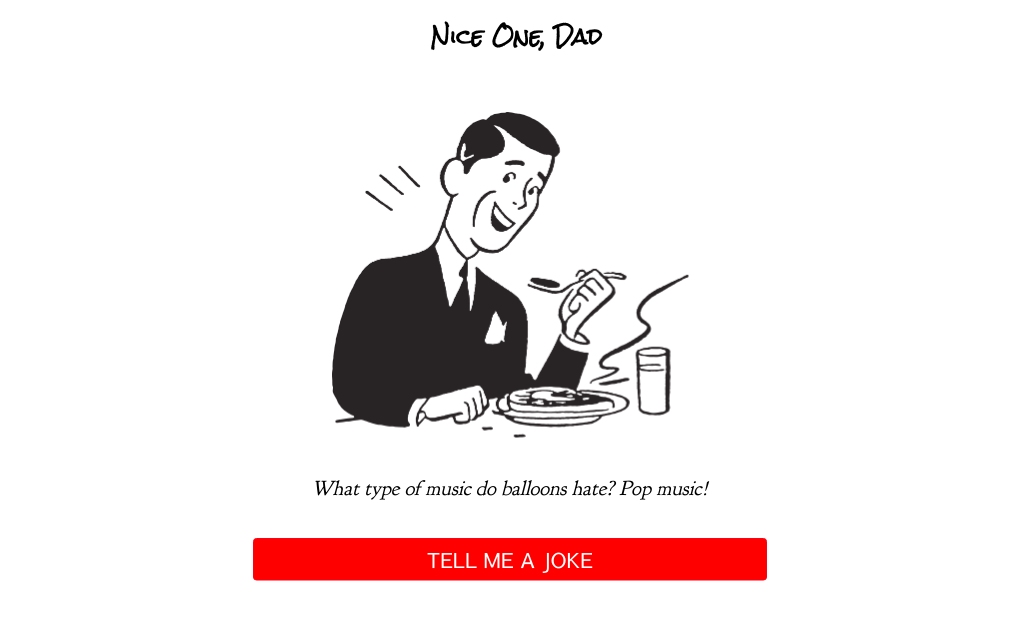 Nice One, Dad
What type of music do balloons hate? Pop music!
TELL ME A JOKE